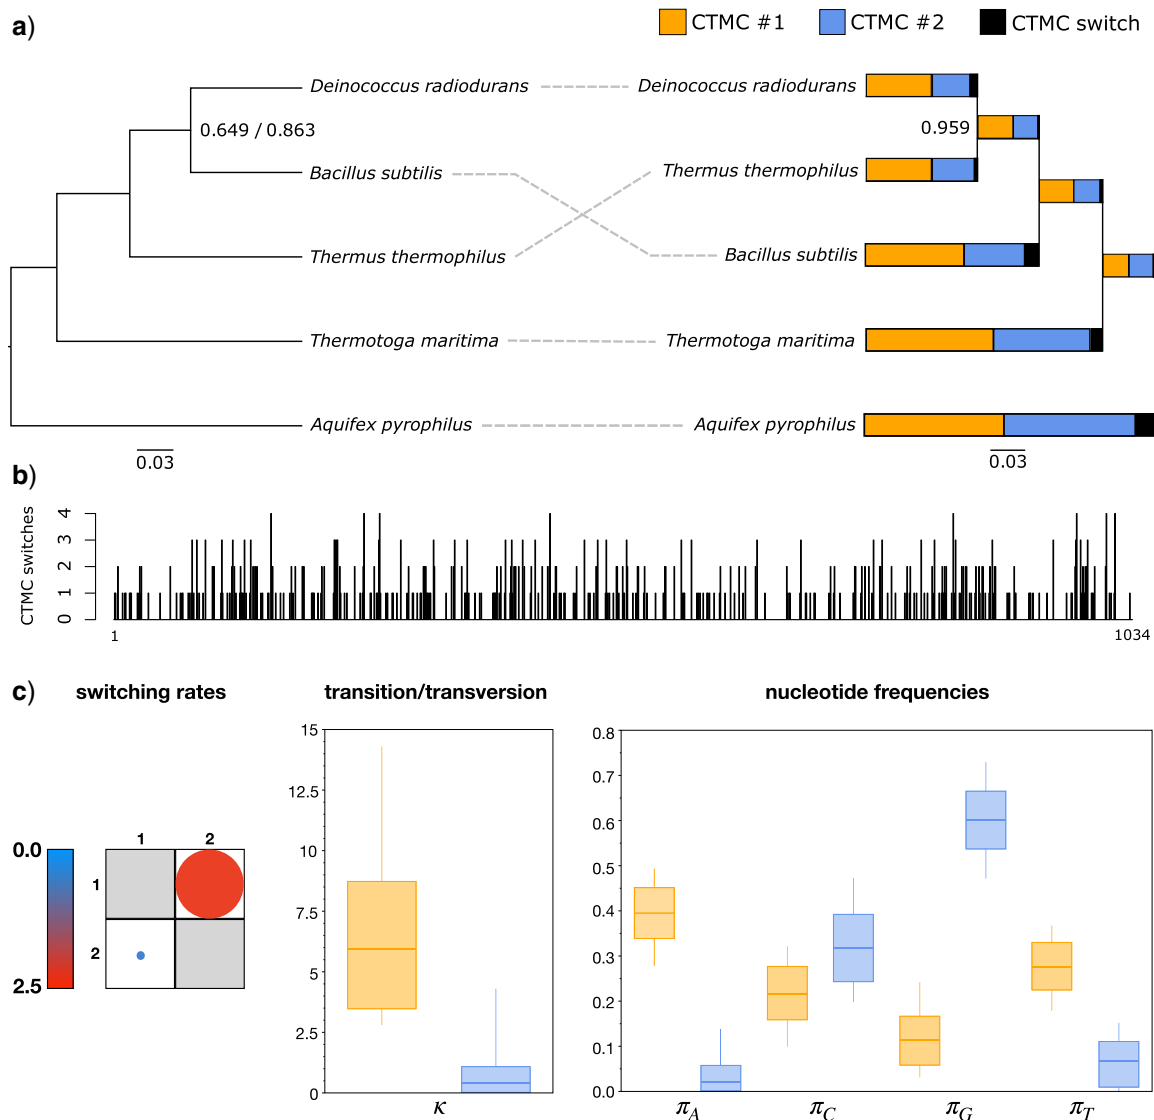 a)
CTMC #1 CTMC #2 CTMC switch
Deinococcus radiodurans Deinococcus radiodurans
0.649 / 0.863 0.959
Bacillus subtilis Thermus thermophilus
Thermus thermophilus Bacillus subtilis
Thermotoga maritima Thermotoga maritima
Aquifex pyrophilus Aquifex pyrophilus
0.03 0.03
b)
CTMC switches
4
3
2
1
0
1 1034
c) switching rates transition/transversion nucleotide frequencies
0.0
2.5
1 2
1
2
15
12.5
10
7.5
5
2.5
0
κ
0.8
0.7
0.6
0.5
0.4
0.3
0.2
0.1
0.0
π_A π_C π_G π_T